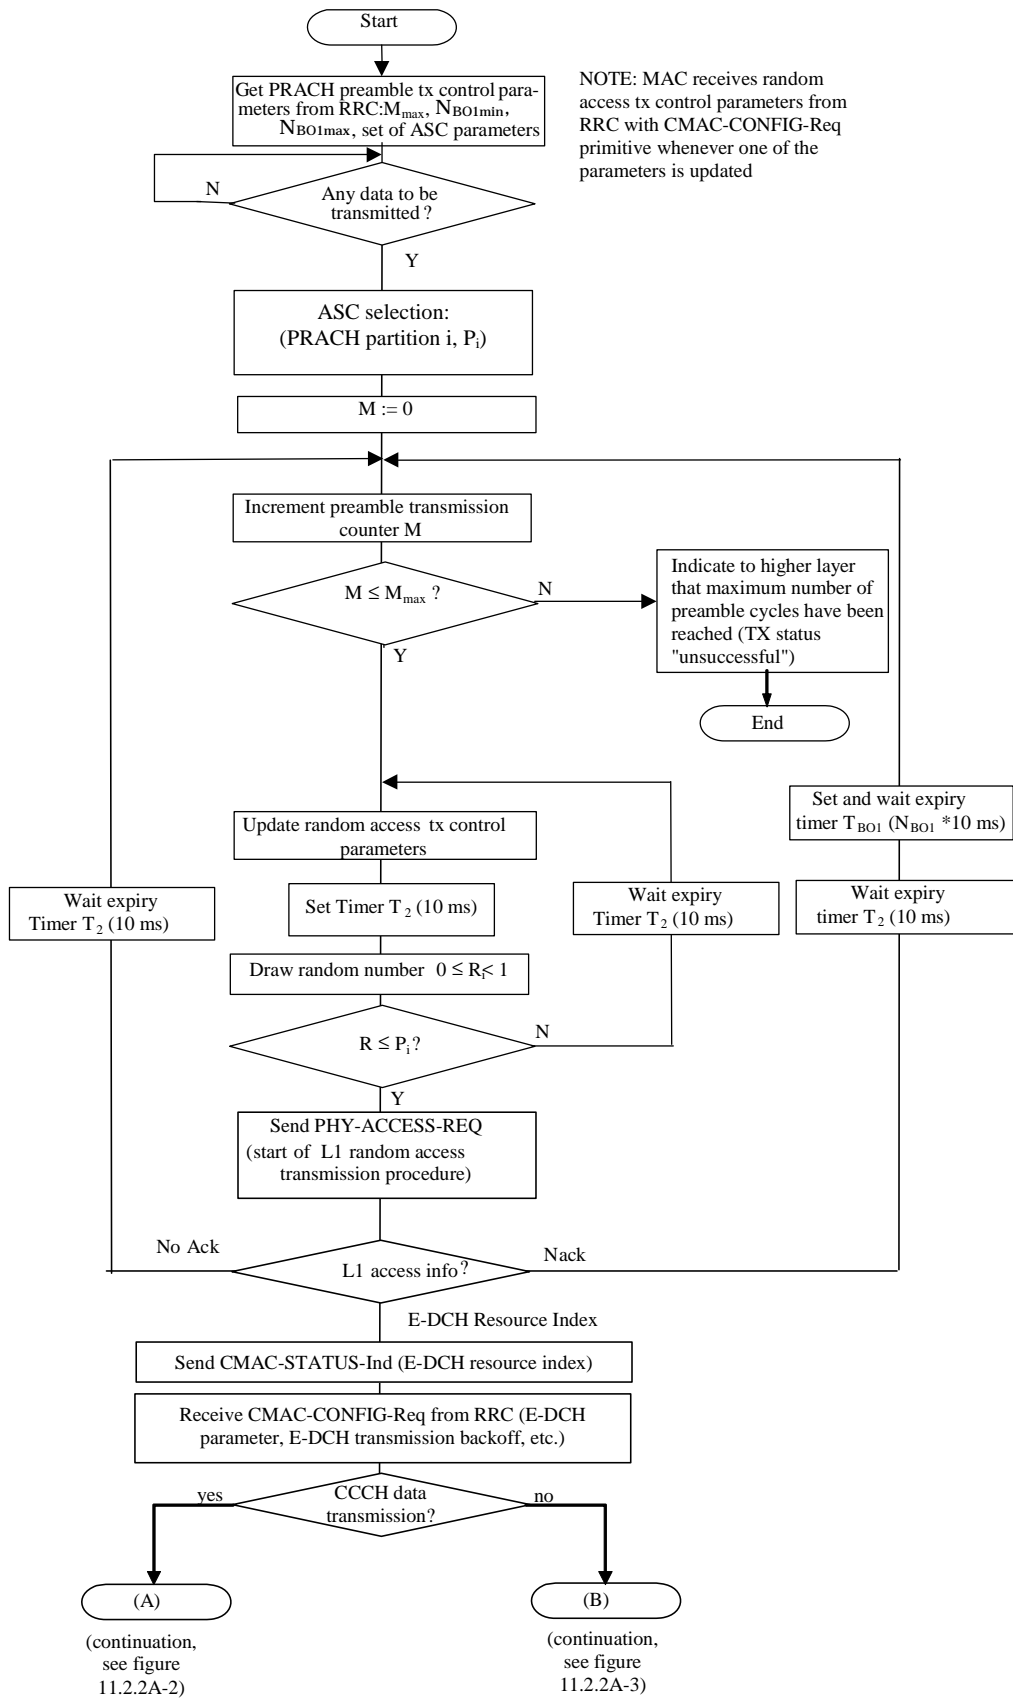 Start
Get PRACH preamble tx control para-
meters from RRC:Mmax, NBO1min,
NBO1max, set of ASC parameters
NOTE: MAC receives random
access tx control parameters from
RRC with CMAC-CONFIG-Req
primitive whenever one of the
parameters is updated
N
Any data to be
transmitted ?
Y
ASC selection:
(PRACH partition i, Pi)
M := 0
Increment preamble transmission
counter M
M ≤ Mmax ?
N
Y
Indicate to higher layer
that maximum number of
preamble cycles have been
reached (TX status
"unsuccessful")
End
Update random access tx control
parameters
Set and wait expiry
timer TBO1 (NBO1 *10 ms)
Wait expiry
Timer T2 (10 ms)
Set Timer T2 (10 ms)
Wait expiry
Timer T2 (10 ms)
Wait expiry
timer T2 (10 ms)
Draw random number 0 ≤ Ri< 1
R ≤ Pi?
N
Y
Send PHY-ACCESS-REQ
(start of L1 random access
transmission procedure)
No Ack
L1 access info?
Nack
E-DCH Resource Index
Send CMAC-STATUS-Ind (E-DCH resource index)
Receive CMAC-CONFIG-Req from RRC (E-DCH
parameter, E-DCH transmission backoff, etc.)
yes
CCCH data
transmission?
no
(A)
(B)
(continuation,
see figure
11.2.2A-2)
(continuation,
see figure
11.2.2A-3)